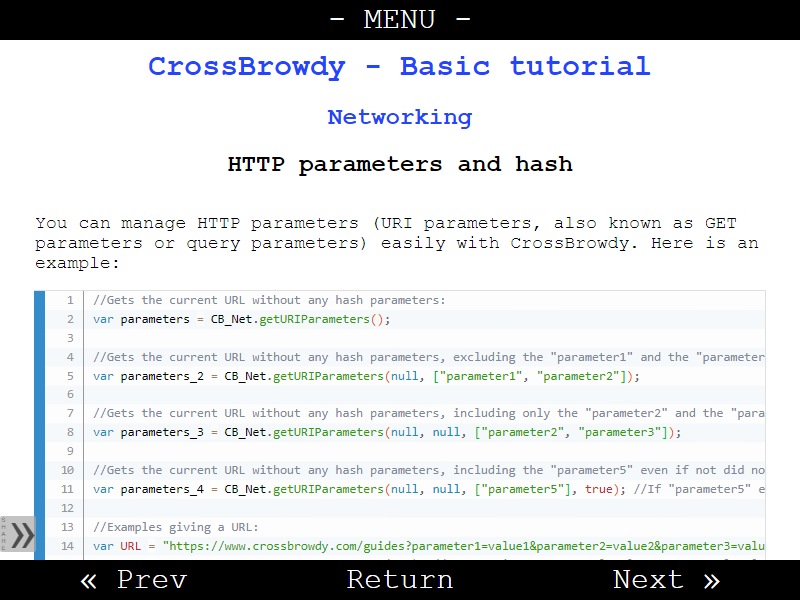 - MENU -
CrossBrowdy - Basic tutorial
Networking
HTTP parameters and hash
You can manage HTTP parameters (URI parameters, also known as GET
parameters or query parameters) easily with CrossBrowdy. Here is an
example:
1 //Gets the current URL without any hash parameters:
2 var parameters = CB_Net.getURIParameters();
3
4 //Gets the current URL without any hash parameters, excluding the "parameter1" and the "parameter
5 var parameters_2 = CB_Net.getURIParameters(null, ["parameter1", "parameter2"]);
6
7 //Gets the current URL without any hash parameters, including only the "parameter2" and the "para
8 var parameters_3 = CB_Net.getURIParameters(null, null, ["parameter2", "parameter3"]);
9
10 //Gets the current URL without any hash parameters, including the "parameter5" even if not did no
11 var parameters_4 = CB_Net.getURIParameters(null, null, ["parameter5"], true); //If "parameter5" e
12
13 //Examples giving a URL:
14 var URL = "https://www.crossbrowdy.com/guides?parameter1=value1&parameter2=value2&parameter3=valu
SHARE »
« Prev Return Next »